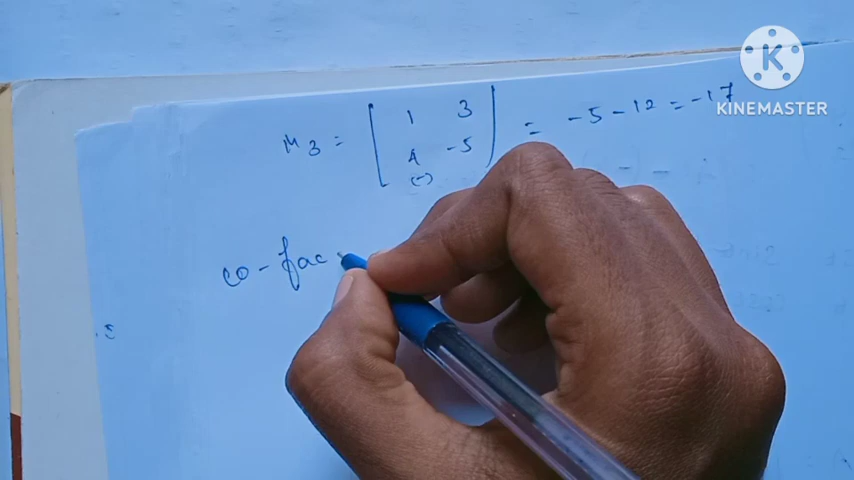 KINEMASTER
M3 = [ 1 3 ] = -5 - 12 = -17
4 -5
(-)
co-fac